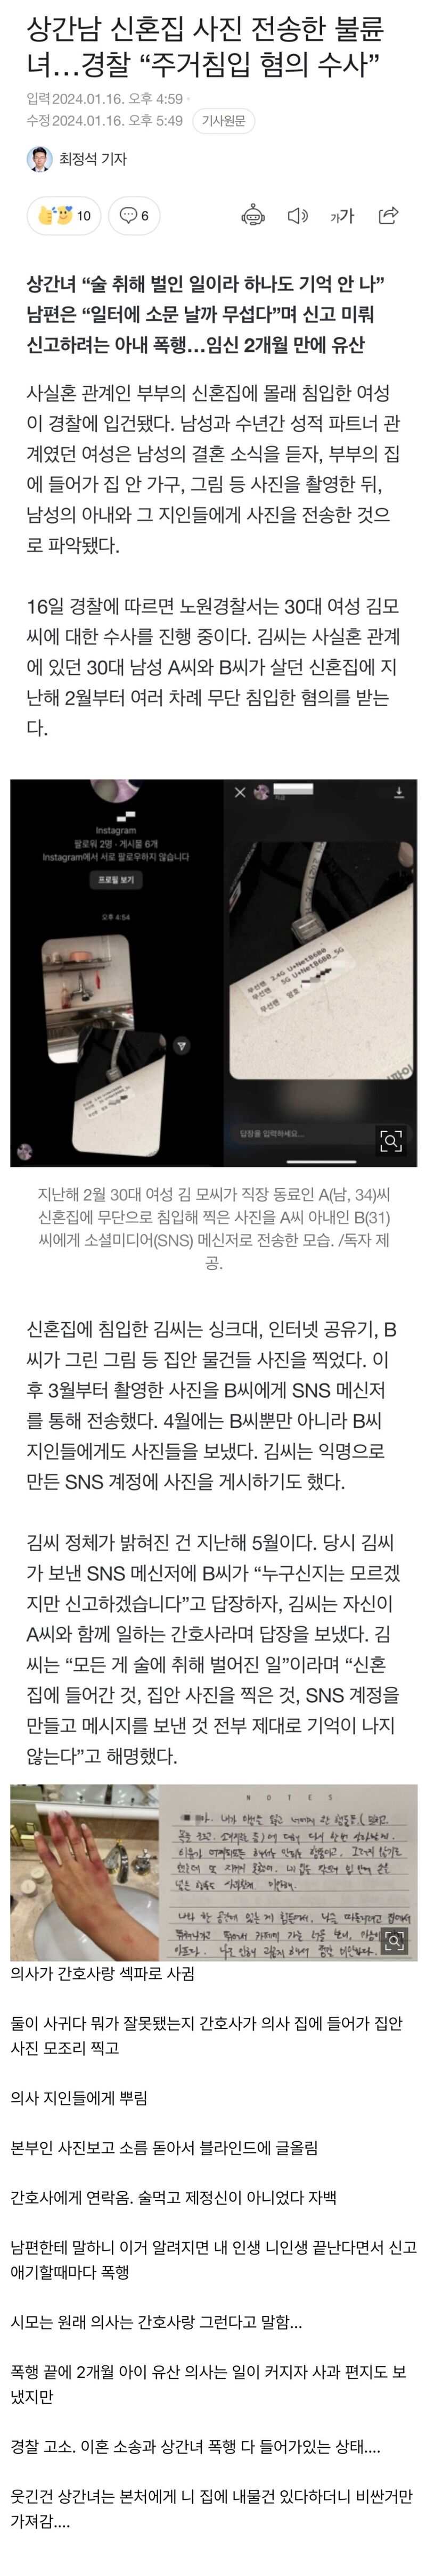 상간남 신혼집 사진 전송한 불륜
녀…경찰 “주거침입 혐의 수사”
입력2024.01.16. 오후 4:59
수정2024.01.16. 오후 5:49 기사원문
최정석 기자
10 6 가가
상간녀 “술 취해 벌인 일이라 하나도 기억 안 나”
남편은 “일터에 소문 날까 무섭다”며 신고 미뤄
신고하려는 아내 폭행…임신 2개월 만에 유산
사실혼 관계인 부부의 신혼집에 몰래 침입한 여성
이 경찰에 입건됐다. 남성과 수년간 성적 파트너 관
계였던 여성은 남성의 결혼 소식을 듣자, 부부의 집
에 들어가 집 안 가구, 그림 등 사진을 촬영한 뒤,
남성의 아내와 그 지인들에게 사진을 전송한 것으
로 파악됐다.
16일 경찰에 따르면 노원경찰서는 30대 여성 김모
씨에 대한 수사를 진행 중이다. 김씨는 사실혼 관계
에 있던 30대 남성 A씨와 B씨가 살던 신혼집에 지
난해 2월부터 여러 차례 무단 침입한 혐의를 받는
다.
Instagram
팔로워 2명 · 게시물 6개
Instagram에서 서로 팔로우하지 않습니다
프로필 보기
오후 4:54
무선랜 2.4G U+NetB6B0
무선랜 5G U+NetB6B0_5G
무선랜 암호
답장을 입력하세요...
지난해 2월 30대 여성 김 모씨가 직장 동료인 A(남, 34)씨
신혼집에 무단으로 침입해 찍은 사진을 A씨 아내인 B(31)
씨에게 소셜미디어(SNS) 메신저로 전송한 모습. /독자 제
공.
신혼집에 침입한 김씨는 싱크대, 인터넷 공유기, B
씨가 그린 그림 등 집안 물건들 사진을 찍었다. 이
후 3월부터 촬영한 사진을 B씨에게 SNS 메신저
를 통해 전송했다. 4월에는 B씨뿐만 아니라 B씨
지인들에게도 사진들을 보냈다. 김씨는 익명으로
만든 SNS 계정에 사진을 게시하기도 했다.
김씨 정체가 밝혀진 건 지난해 5월이다. 당시 김씨
가 보낸 SNS 메신저에 B씨가 “누구신지는 모르겠
지만 신고하겠습니다”고 답장하자, 김씨는 자신이
A씨와 함께 일하는 간호사라며 답장을 보냈다. 김
씨는 “모든 게 술에 취해 벌어진 일”이라며 “신혼
집에 들어간 것, 집안 사진을 찍은 것, SNS 계정을
만들고 메시지를 보낸 것 전부 제대로 기억이 나지
않는다”고 해명했다.
NOTES
의사가 간호사랑 섹파로 사귐
둘이 사귀다 뭐가 잘못됐는지 간호사가 의사 집에 들어가 집안
사진 모조리 찍고
의사 지인들에게 뿌림
본부인 사진보고 소름 돋아서 블라인드에 글올림
간호사에게 연락옴. 술먹고 제정신이 아니었다 자백
남편한테 말하니 이거 알려지면 내 인생 니인생 끝난다면서 신고
얘기할때마다 폭행
시모는 원래 의사는 간호사랑 그런다고 말함...
폭행 끝에 2개월 아이 유산 의사는 일이 커지자 사과 편지도 보
냈지만
경찰 고소. 이혼 소송과 상간녀 폭행 다 들어가있는 상태....
웃긴건 상간녀는 본처에게 니 집에 내물건 있다하더니 비싼거만
가져감....